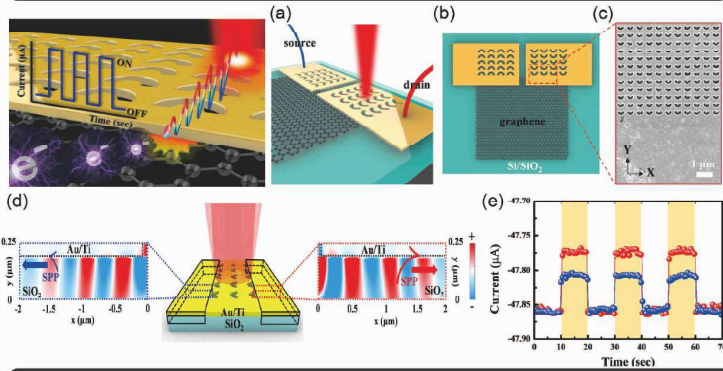 Current (μA)
ON
OFF
Time (sec)
e
e
(a)
source
drain
(b)
graphene
Si/SiO₂
(c)
Y
X
1 μm
(d)
0.25
y (μm)
0
Au/Ti
SPP
SiO₂
-2 -1.5 -1 -0.5 0
x (μm)
Au/Ti
SiO₂
Au/Ti
SPP
SiO₂
0 0.5 1 1.5 2
x (μm)
0.25
y (μm)
0
+
-
(e)
Current (μA)
-47.70
-47.75
-47.80
-47.85
-47.90
0 10 20 30 40 50 60 70
Time (sec)